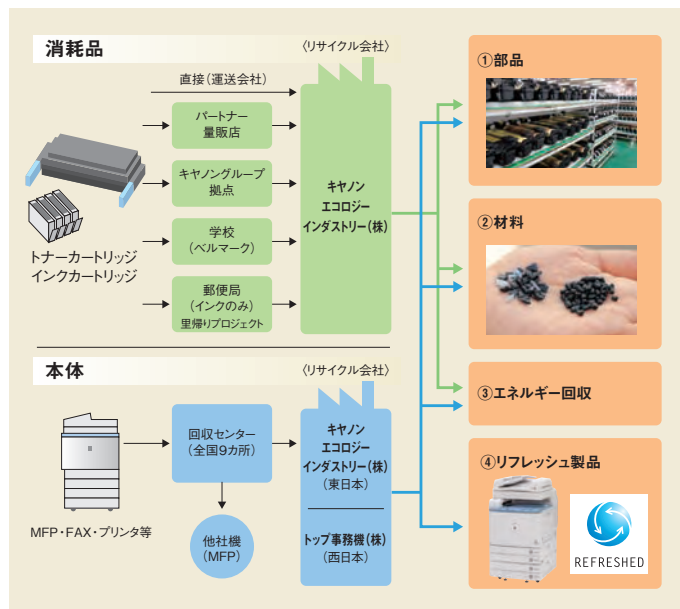 消耗品
〈リサイクル会社〉
直接(運送会社)
パートナー
量販店
キヤノングループ
拠点
学校
(ベルマーク)
郵便局
(インクのみ)
里帰りプロジェクト
トナーカートリッジ
インクカートリッジ
キヤノン
エコロジー
インダストリー(株)
本体
〈リサイクル会社〉
MFP・FAX・プリンタ等
回収センター
(全国9カ所)
他社機
(MFP)
キヤノン
エコロジー
インダストリー(株)
(東日本)
トップ事務機(株)
(西日本)
①部品
②材料
③エネルギー回収
④リフレッシュ製品
REFRESHED